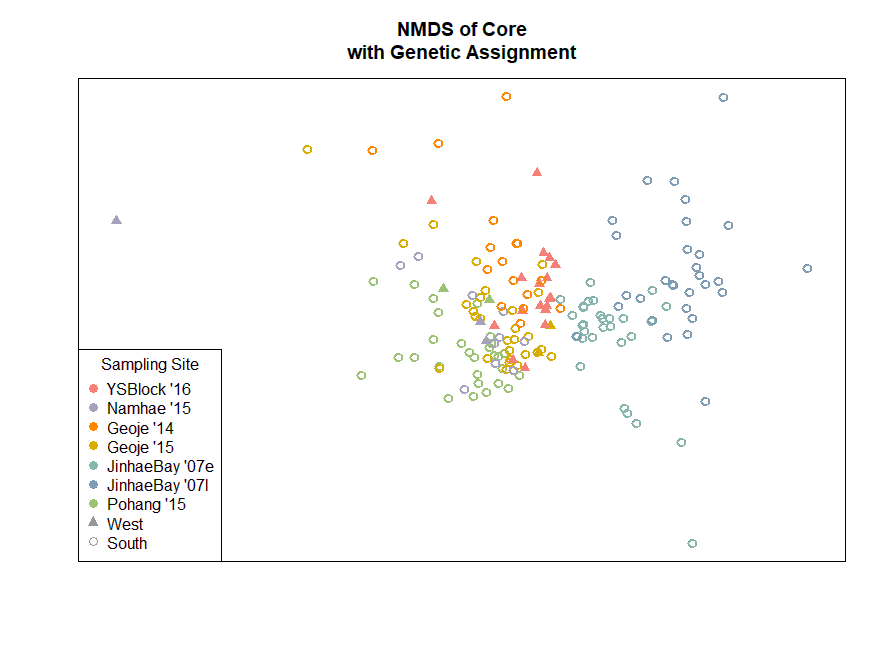 NMDS of Core
with Genetic Assignment
Sampling Site
YSBlock '16
Namhae '15
Geoje '14
Geoje '15
JinhaeBay '07e
JinhaeBay '07l
Pohang '15
West
South